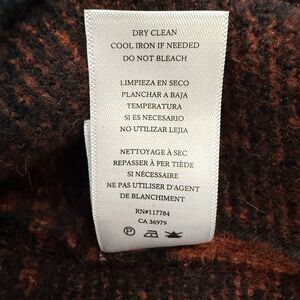 DRY CLEAN
COOL IRON IF NEEDED
DO NOT BLEACH
LIMPIEZA EN SECO
PLANCHAR A BAJA
TEMPERATURA
SI ES NECESARIO
NO UTILIZAR LEJIA
NETTOYAGE À SEC
REPASSER À FER TIÈDE
SI NÉCESSAIRE
NE PAS UTILISER D'AGENT
DE BLANCHIMENT
RN#117784
CA 36979
P